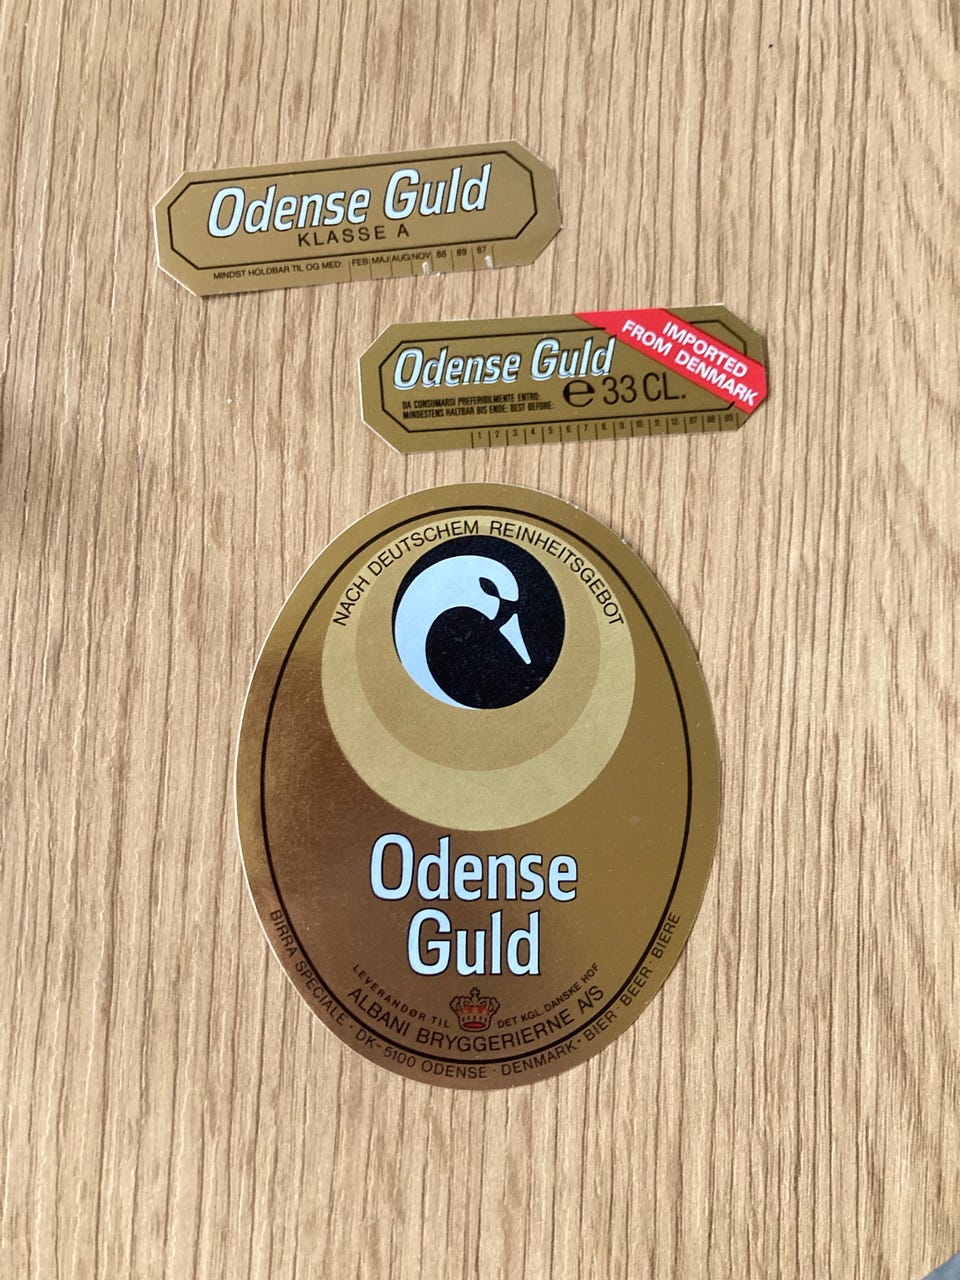 Odense Guld
KLASSE A
MINDST HOLDBAR TIL OG MED: FEB MAJ AUG NOV 86 89 87
IMPORTED
FROM DENMARK
Odense Guld
DA CONSUMARSI PREFERIBILMENTE ENTRO:
MINDESTENS HALTBAR BIS ENDE: BEST BEFORE:
e 33 CL.
1. 2. 3. 4. 5. 6. 7. 8. 9. 10. 11. 12. 87 88 89
NACH DEUTSCHEM REINHEITSGEBOT
Odense
Guld
LEVERANDØR TIL DET KGL. DANSKE HOF
ALBANI BRYGGERIERNE A/S
BIRRA SPECIALE · DK-5100 ODENSE · DENMARK · BIER · BEER · BIERE